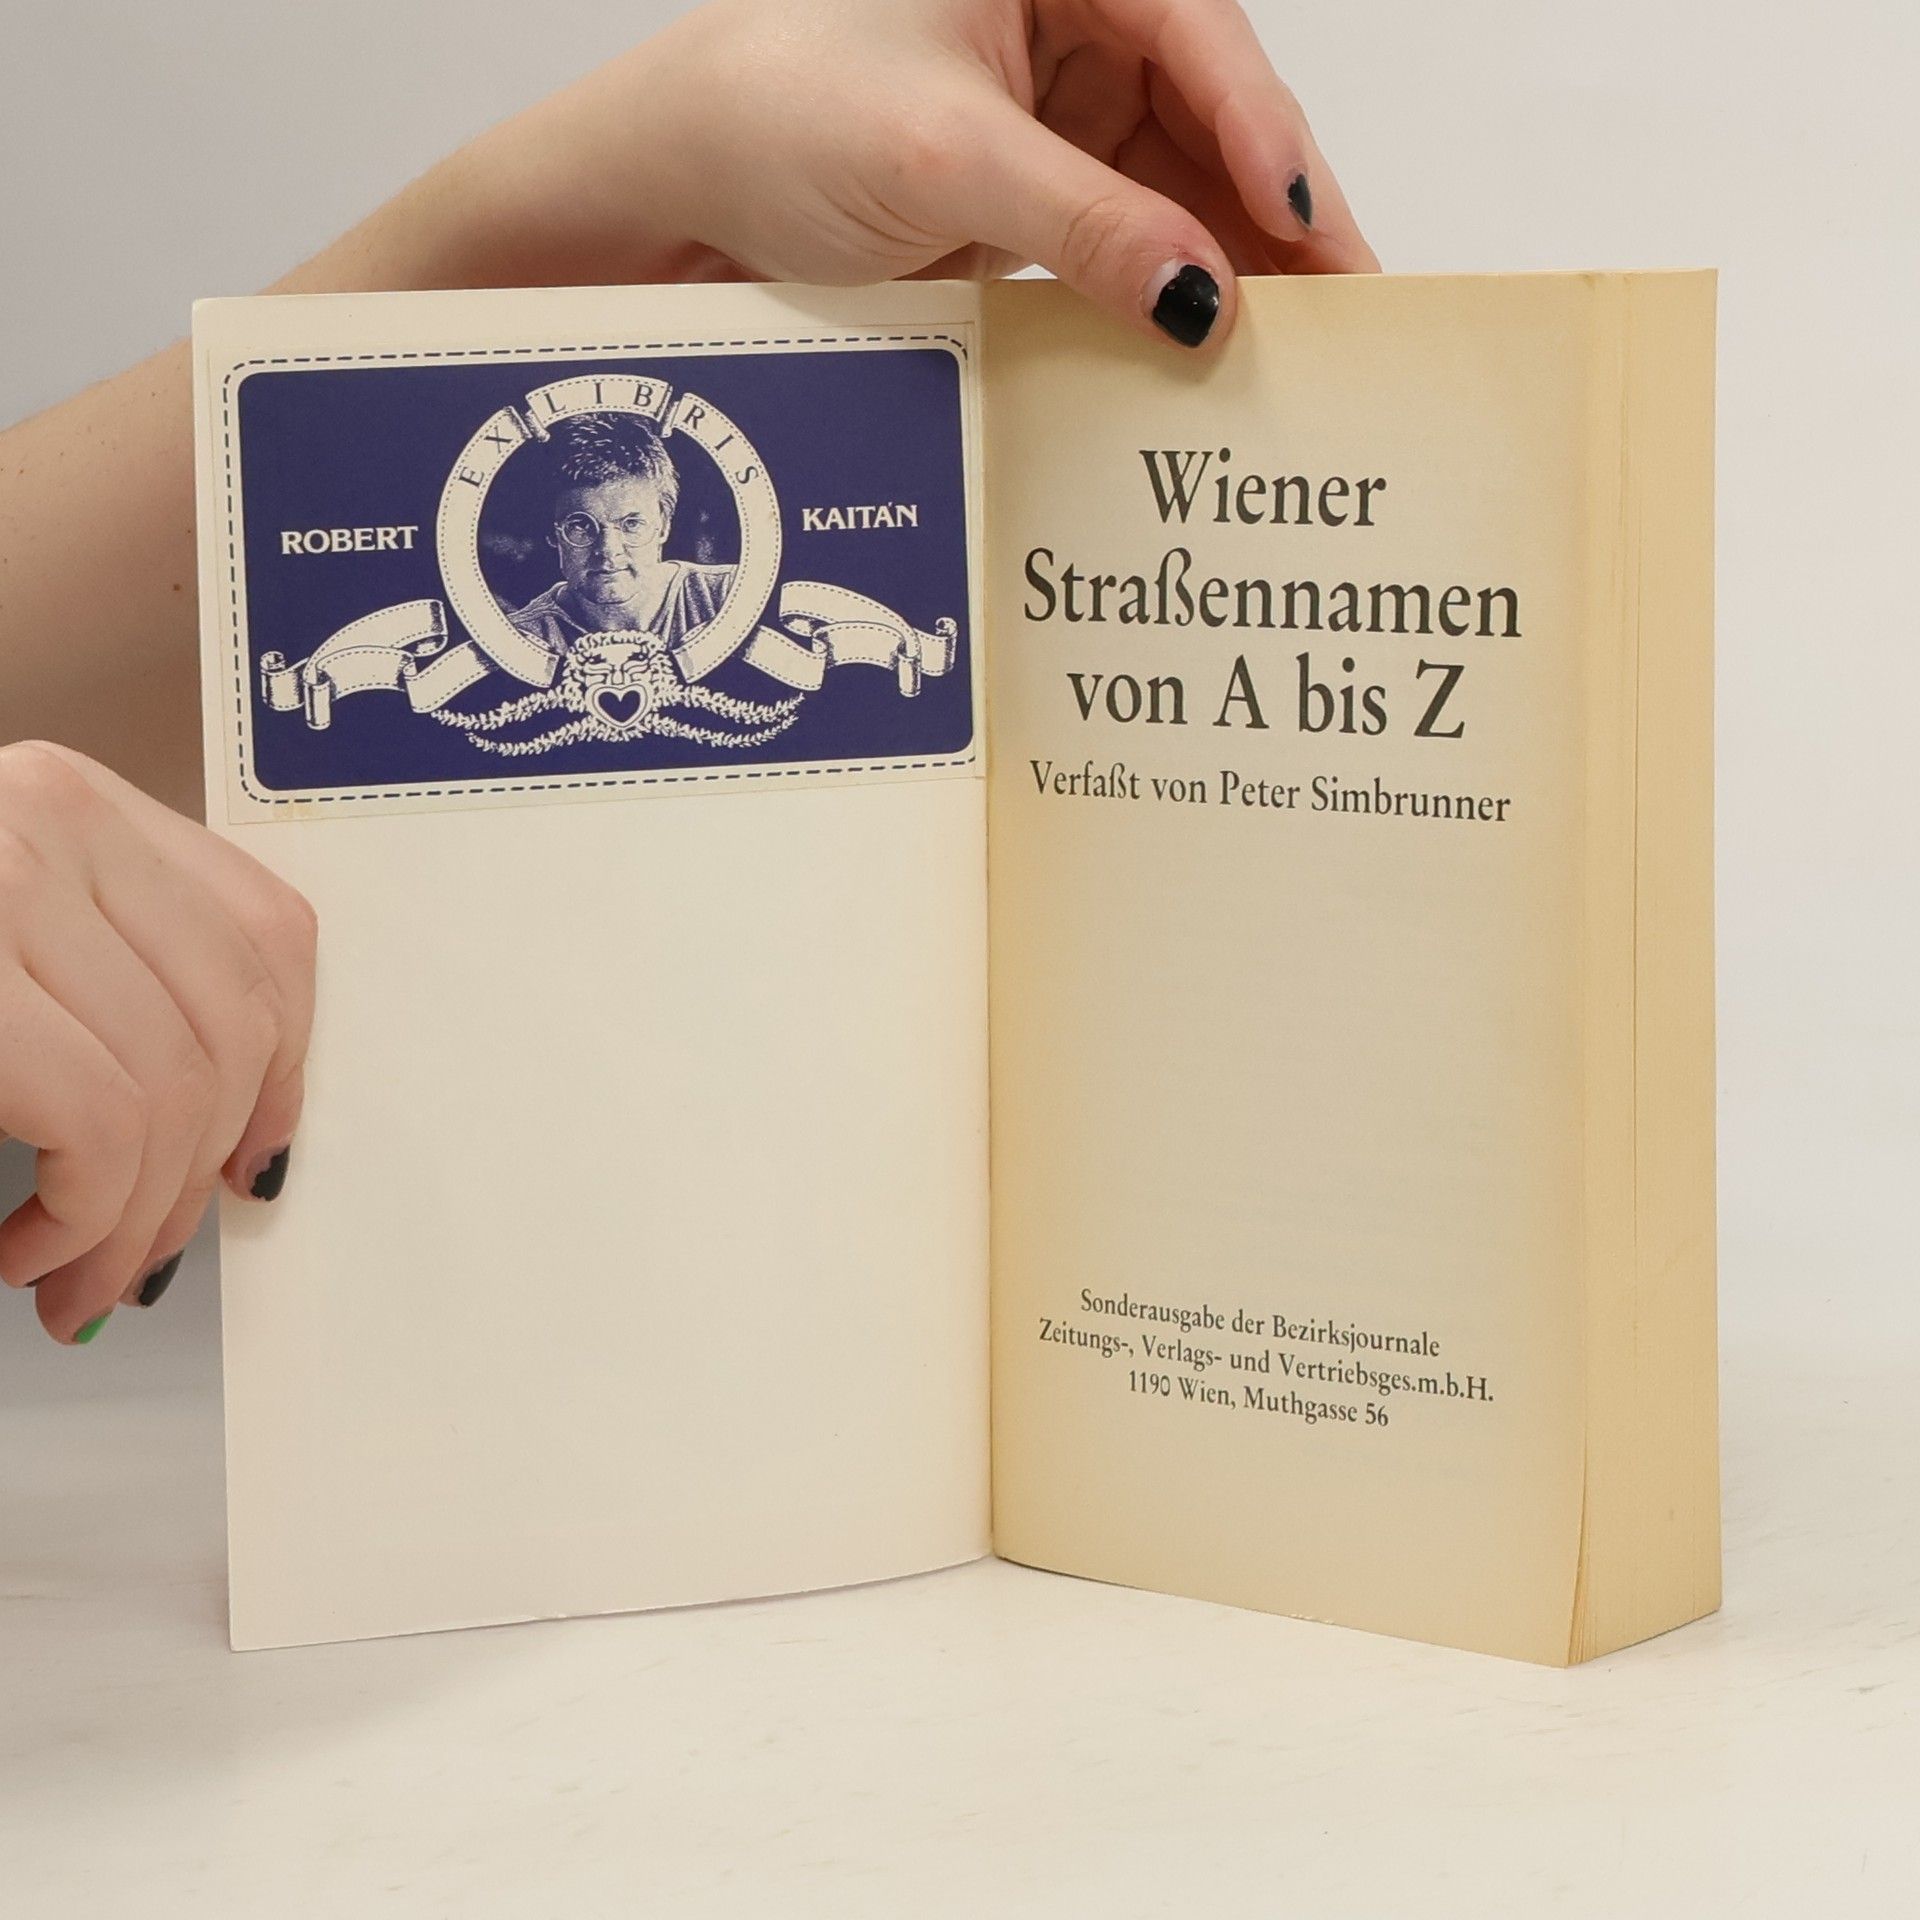 EX LIBRIS
ROBERT
KAITÁN
Wiener
Straßennamen
von A bis Z
Verfaßt von Peter Simbrunner
Sonderausgabe der Bezirksjournale
Zeitungs-, Verlags- und Vertriebsges.m.b.H.
1190 Wien, Muthgasse 56